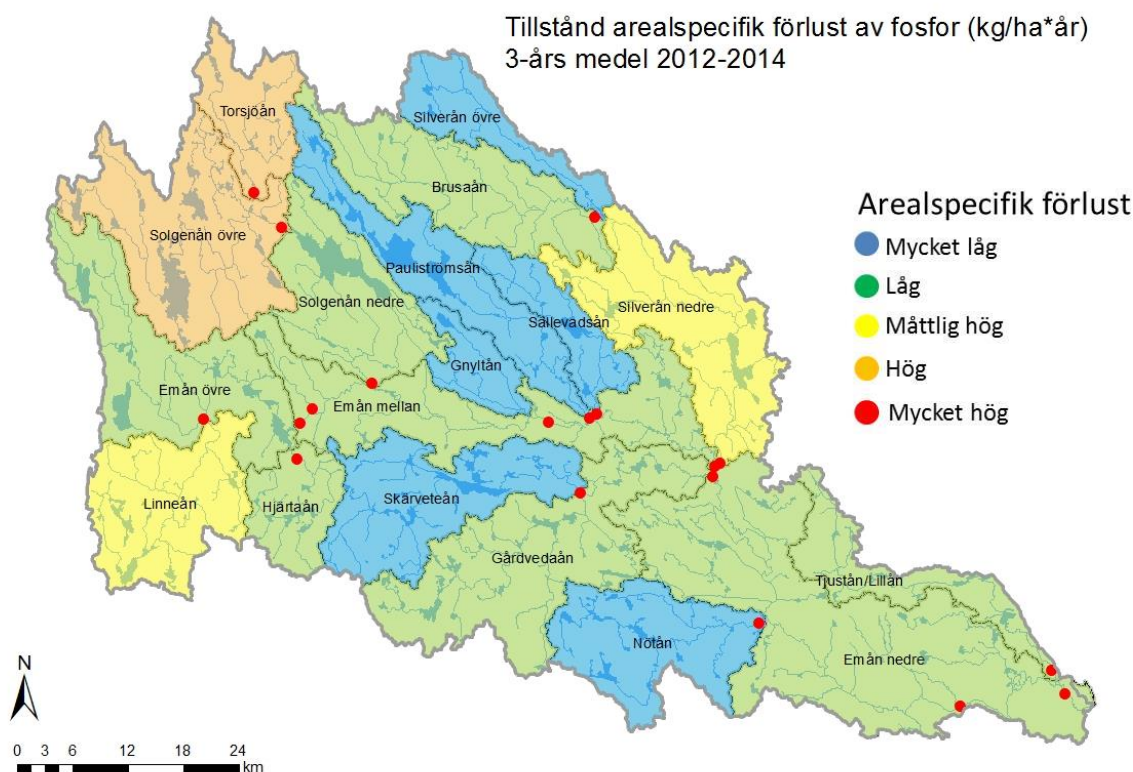 Tillstånd arealspecifik förlust av fosfor (kg/ha*år)
3-års medel 2012-2014
Torsjöån
Silverån övre
Brusaån
Solgenån övre
Pauliströmsån
Solgenån nedre
Silverån nedre
Sällevadsån
Gnyltån
Emån övre
Emån mellan
Linneån
Hjärtaån
Skärveteån
Gårdvedaån
Tjustån/Lillån
Nötån
Emån nedre
Arealspecifik förlust
Mycket låg
Låg
Måttlig hög
Hög
Mycket hög
N
0 3 6 12 18 24
km